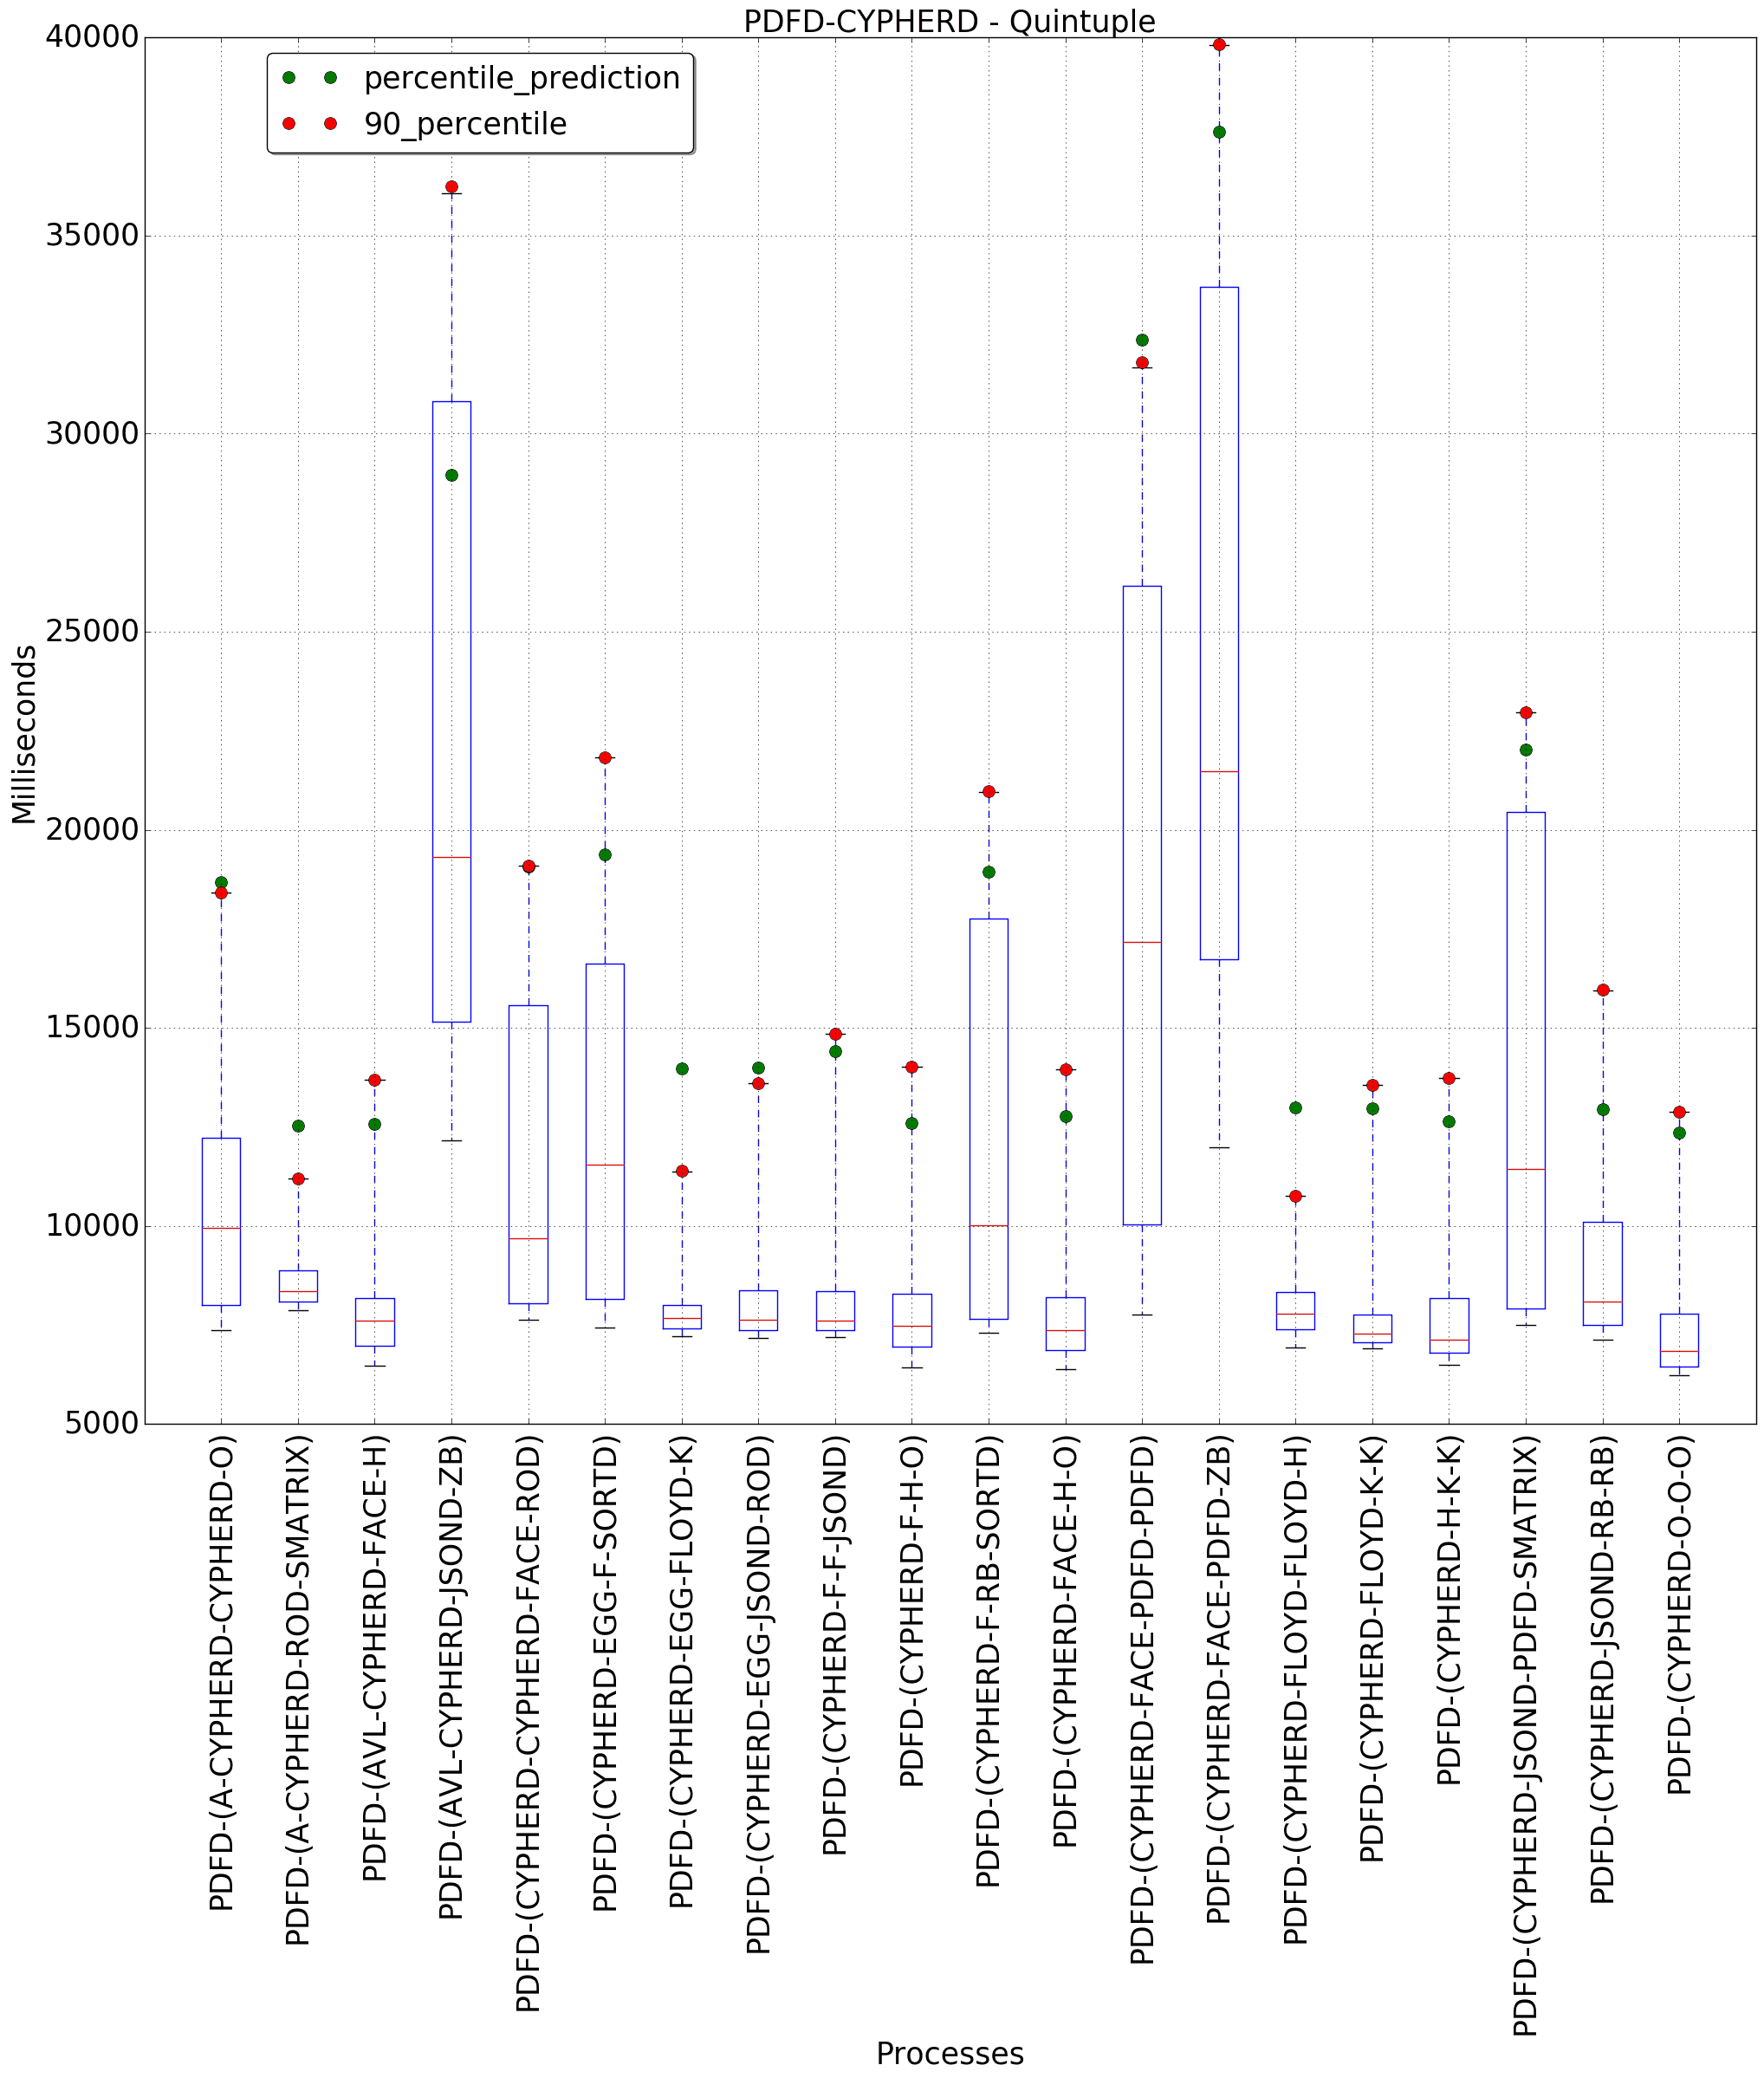 PDFD-CYPHERD - Quintuple
percentile_prediction
90_percentile
40000
35000
30000
25000
20000
15000
10000
5000
Milliseconds
PDFD-(A-CYPHERD-CYPHERD-O)
PDFD-(A-CYPHERD-ROD-SMATRIX)
PDFD-(AVL-CYPHERD-FACE-H)
PDFD-(AVL-CYPHERD-JSOND-ZB)
PDFD-(CYPHERD-CYPHERD-FACE-ROD)
PDFD-(CYPHERD-EGG-F-SORTD)
PDFD-(CYPHERD-EGG-FLOYD-K)
PDFD-(CYPHERD-EGG-JSOND-ROD)
PDFD-(CYPHERD-F-F-JSOND)
PDFD-(CYPHERD-F-H-O)
PDFD-(CYPHERD-F-RB-SORTD)
PDFD-(CYPHERD-FACE-H-O)
PDFD-(CYPHERD-FACE-PDFD-PDFD)
PDFD-(CYPHERD-FACE-PDFD-ZB)
PDFD-(CYPHERD-FLOYD-FLOYD-H)
PDFD-(CYPHERD-FLOYD-K-K)
PDFD-(CYPHERD-H-K-K)
PDFD-(CYPHERD-JSOND-PDFD-SMATRIX)
PDFD-(CYPHERD-JSOND-RB-RB)
PDFD-(CYPHERD-O-O-O)
Processes